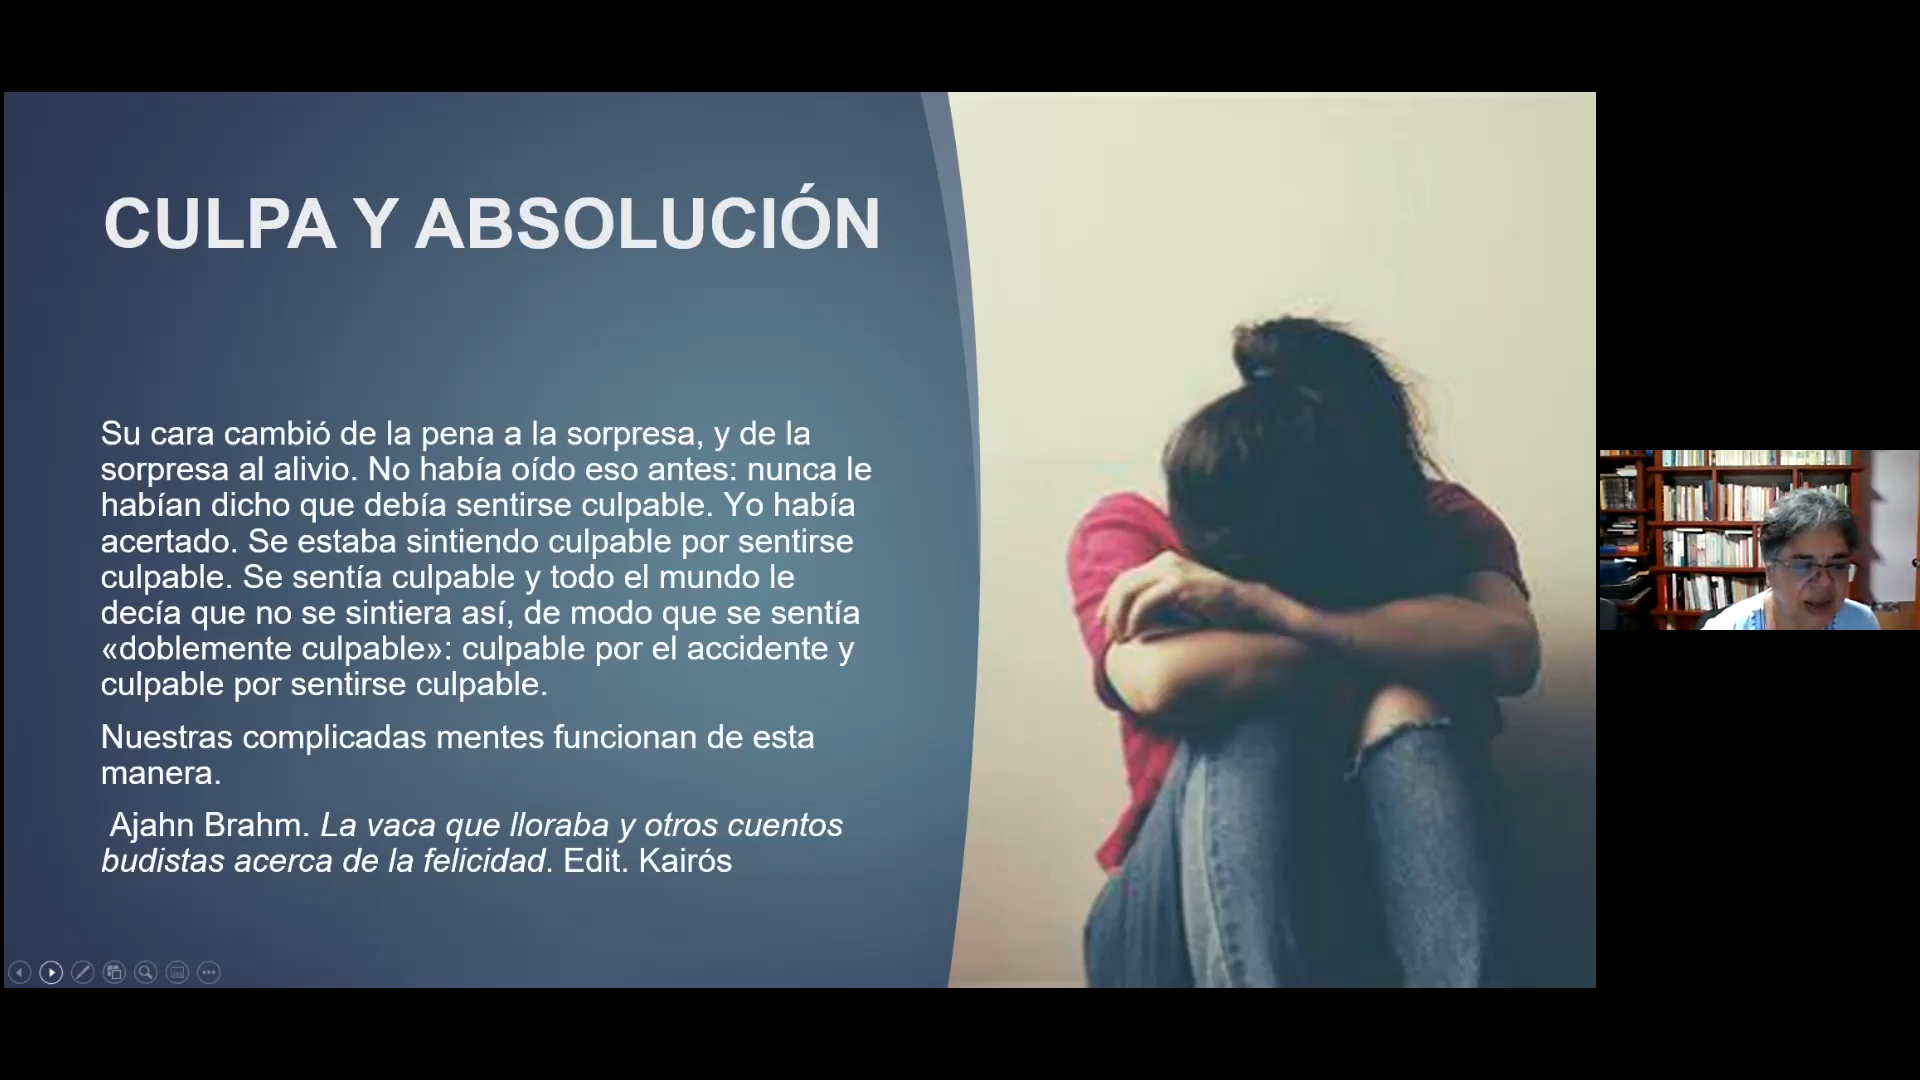 CULPA Y ABSOLUCIÓN
Su cara cambió de la pena a la sorpresa, y de la
sorpresa al alivio. No había oído eso antes: nunca le
habían dicho que debía sentirse culpable. Yo había
acertado. Se estaba sintiendo culpable por sentirse
culpable. Se sentía culpable y todo el mundo le
decía que no se sintiera así, de modo que se sentía
«doblemente culpable»: culpable por el accidente y
culpable por sentirse culpable.
Nuestras complicadas mentes funcionan de esta
manera.
Ajahn Brahm. La vaca que lloraba y otros cuentos
budistas acerca de la felicidad. Edit. Kairós